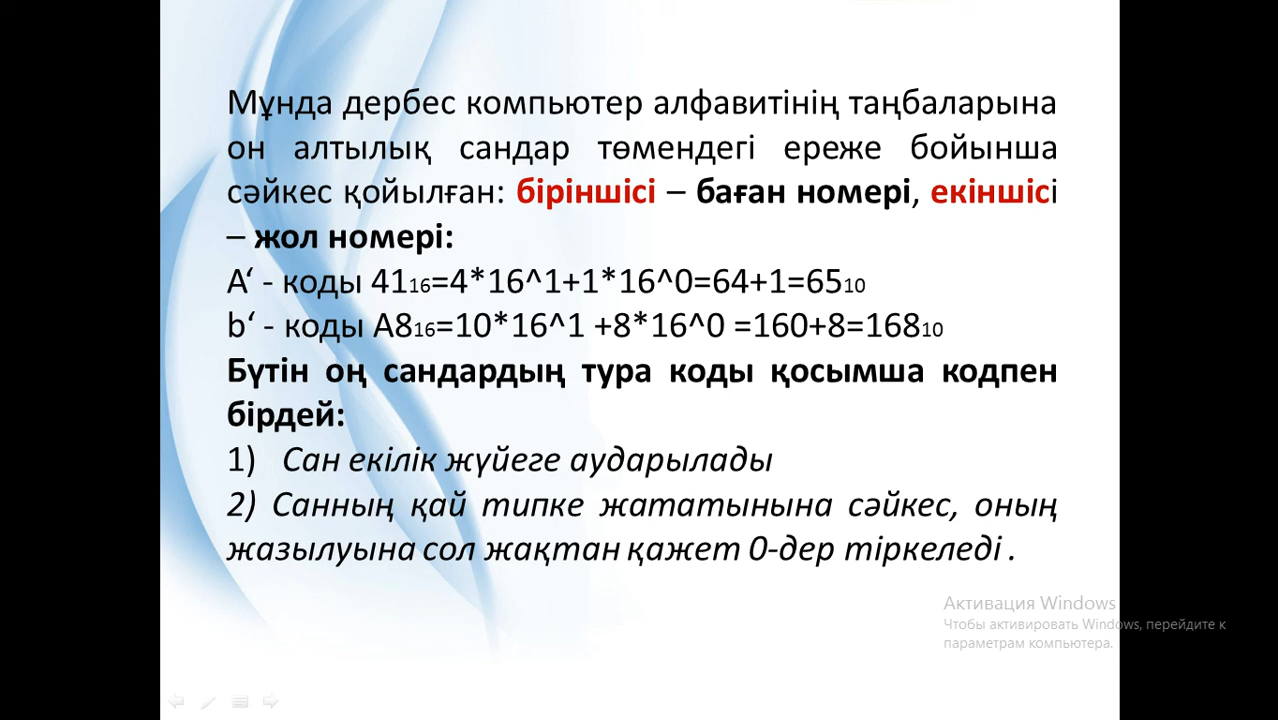 Мұнда дербес компьютер алфавитінің таңбаларына
он алтылық сандар төмендегі ереже бойынша
сәйкес қойылған: біріншісі – баған номері, екіншісі
– жол номері:
A‘ - коды 41₁₆=4*16^1+1*16^0=64+1=65₁₀
b‘ - коды A8₁₆=10*16^1 +8*16^0 =160+8=168₁₀
Бүтін оң сандардың тура коды қосымша кодпен
бірдей:
1) Сан екілік жүйеге аударылады
2) Санның қай типке жататынына сәйкес, оның
жазылуына сол жақтан қажет 0-дер тіркеледі .
Активация Windows
Чтобы активировать Windows, перейдите к
параметрам компьютера.